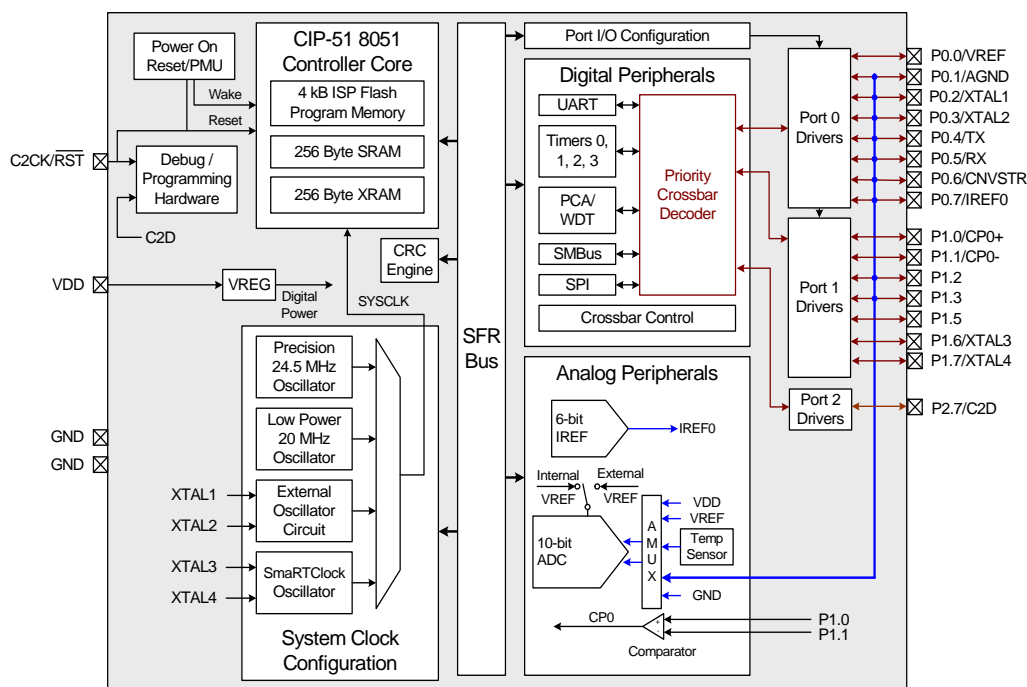 Power On
Reset/PMU
Wake
Reset
C2CK/RST
Debug /
Programming
Hardware
C2D
VDD
VREG
Digital
Power
GND
GND
CIP-51 8051
Controller Core
4 kB ISP Flash
Program Memory
256 Byte SRAM
256 Byte XRAM
CRC
Engine
SYSCLK
Precision
24.5 MHz
Oscillator
Low Power
20 MHz
Oscillator
XTAL1
XTAL2
External
Oscillator
Circuit
XTAL3
XTAL4
SmaRTClock
Oscillator
System Clock
Configuration
SFR
Bus
Port I/O Configuration
Digital Peripherals
UART
Timers 0,
1, 2, 3
PCA/
WDT
SMBus
SPI
Priority
Crossbar
Decoder
Crossbar Control
Analog Peripherals
6-bit
IREF
IREF0
Internal
VREF
External
VREF
10-bit
ADC
A
M
U
X
VDD
VREF
Temp
Sensor
GND
CP0
+
-
Comparator
P1.0
P1.1
Port 0
Drivers
Port 1
Drivers
Port 2
Drivers
P0.0/VREF
P0.1/AGND
P0.2/XTAL1
P0.3/XTAL2
P0.4/TX
P0.5/RX
P0.6/CNVSTR
P0.7/IREF0
P1.0/CP0+
P1.1/CP0-
P1.2
P1.3
P1.5
P1.6/XTAL3
P1.7/XTAL4
P2.7/C2D